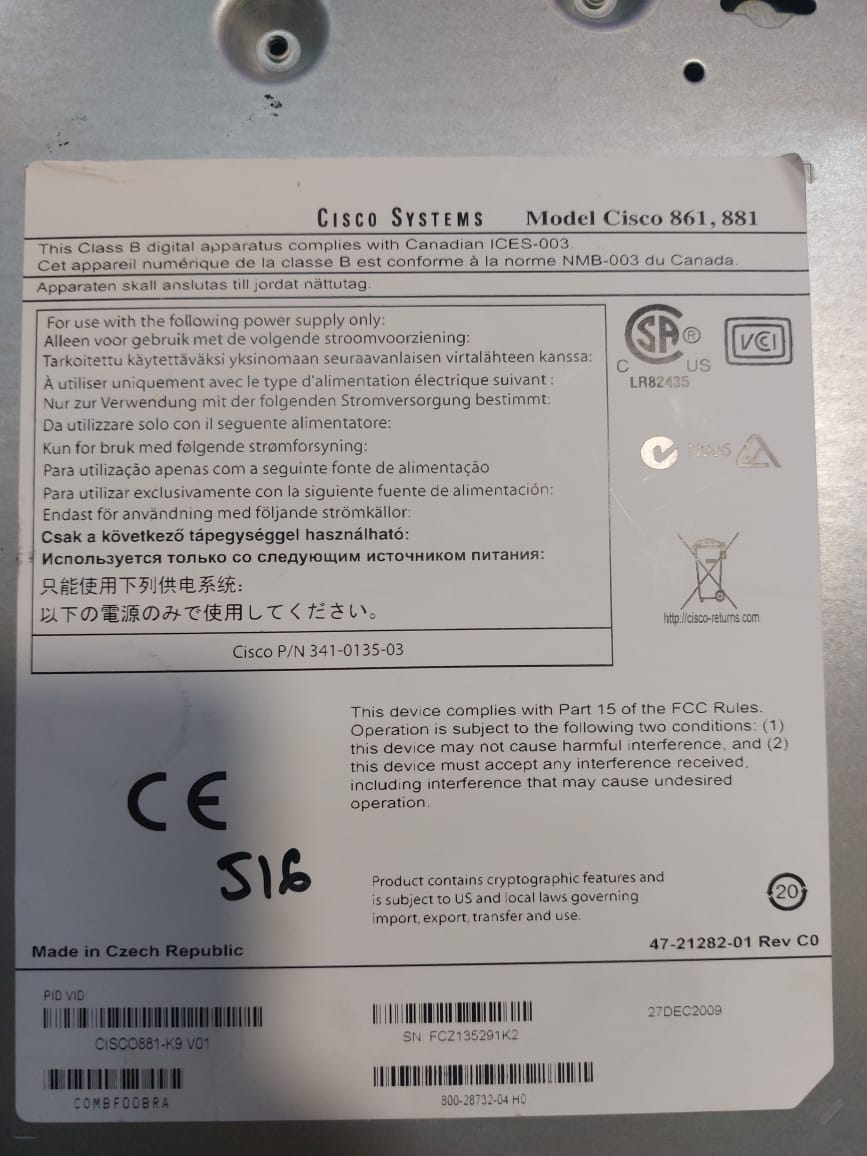 CISCO SYSTEMS Model Cisco 861, 881
This Class B digital apparatus complies with Canadian ICES-003.
Cet appareil numérique de la classe B est conforme à la norme NMB-003 du Canada.
Apparaten skall anslutas till jordat nättutag.
For use with the following power supply only:
Alleen voor gebruik met de volgende stroomvoorziening:
Tarkoitettu käytettäväksi yksinomaan seuraavanlaisen virtalähteen kanssa:
À utiliser uniquement avec le type d'alimentation électrique suivant :
Nur zur Verwendung mit der folgenden Stromversorgung bestimmt:
Da utilizzare solo con il seguente alimentatore:
Kun for bruk med følgende strømforsyning:
Para utilização apenas com a seguinte fonte de alimentação
Para utilizar exclusivamente con la siguiente fuente de alimentación:
Endast för användning med följande strömkällor:
Csak a következő tápegységgel használható:
Используется только со следующим источником питания:
只能使用下列供电系统:
以下の電源のみで使用してください。
Cisco P/N 341-0135-03
SA ®
C US
LR82435
VCI
http://cisco-returns.com
This device complies with Part 15 of the FCC Rules.
Operation is subject to the following two conditions: (1)
this device may not cause harmful interference, and (2)
this device must accept any interference received,
including interference that may cause undesired
operation.
CE
516
Product contains cryptographic features and
is subject to US and local laws governing
import, export, transfer and use.
20
Made in Czech Republic
47-21282-01 Rev C0
PID VID:
CISCO881-K9 V01
SN: FCZ135291K2
27DEC2009
COMBF00BRA
800-28732-04 H0